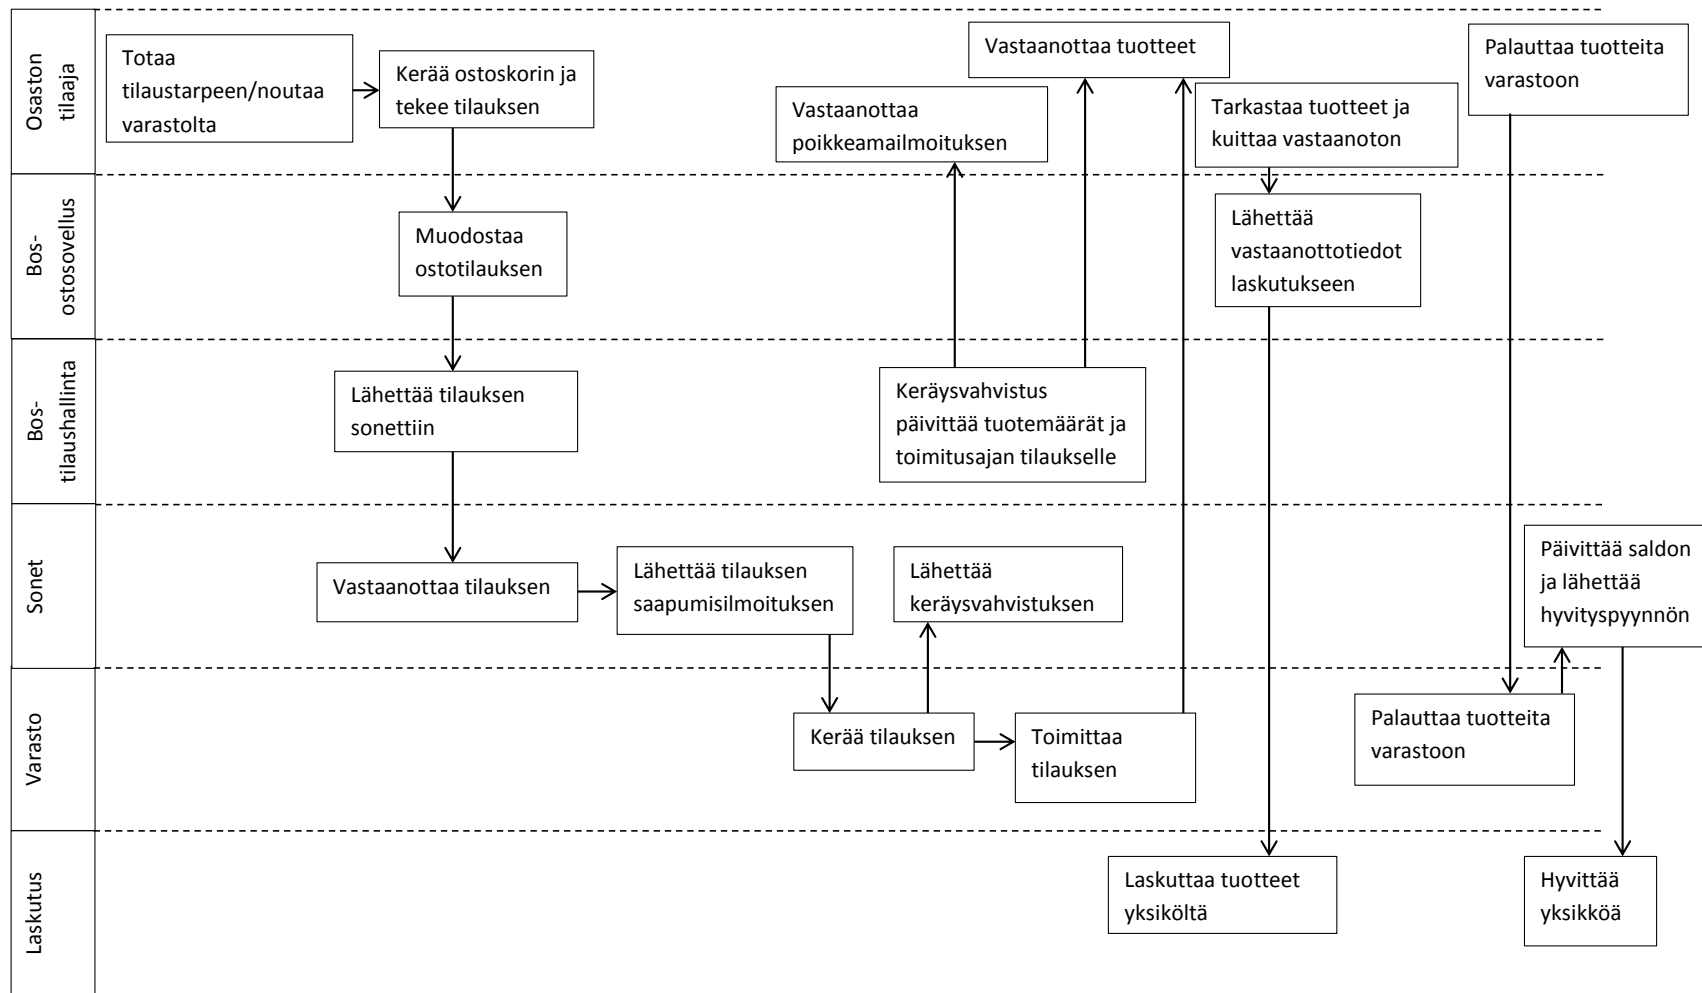 Osaston
tilaaja
Totaa
tilaustarpeen/noutaa
varastolta
Kerää ostoskorin ja
tekee tilauksen
Vastaanottaa
poikkeamailmoituksen
Vastaanottaa tuotteet
Tarkastaa tuotteet ja
kuittaa vastaanoton
Palauttaa tuotteita
varastoon
Bos-
ostosovellus
Muodostaa
ostotilauksen
Lähettää
vastaanottotiedot
laskutukseen
Bos-
tilaushallinta
Lähettää tilauksen
sonettiin
Keräysvahvistus
päivittää tuotemäärät ja
toimitusajan tilaukselle
Sonet
Vastaanottaa tilauksen
Lähettää tilauksen
saapumisilmoituksen
Lähettää
keräysvahvistuksen
Päivittää saldon
ja lähettää
hyvityspyynnön
Varasto
Kerää tilauksen
Toimittaa
tilauksen
Palauttaa tuotteita
varastoon
Laskutus
Laskuttaa tuotteet
yksiköltä
Hyvittää
yksikköä